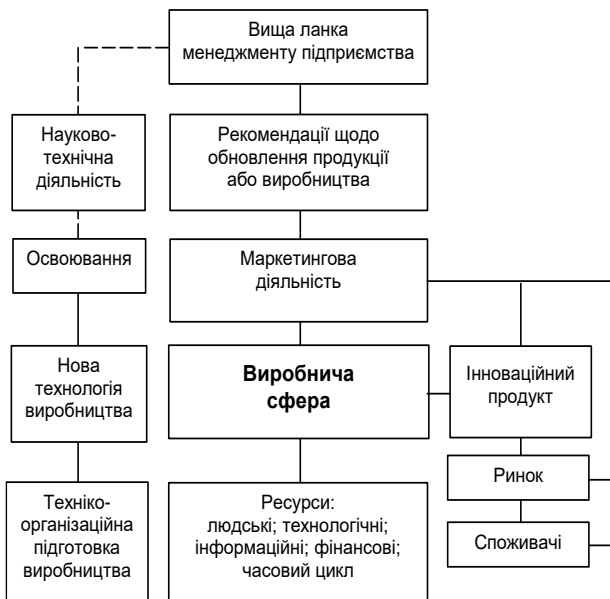 Вища ланка
менеджменту підприємства
Науково-
технічна
діяльність
Рекомендації щодо
обновлення продукції
або виробництва
Освоювання
Маркетингова
діяльність
Нова
технологія
виробництва
Виробнича
сфера
Інноваційний
продукт
Ринок
Споживачі
Техніко-
організаційна
підготовка
виробництва
Ресурси:
людські; технологічні;
інформаційні; фінансові;
часовий цикл